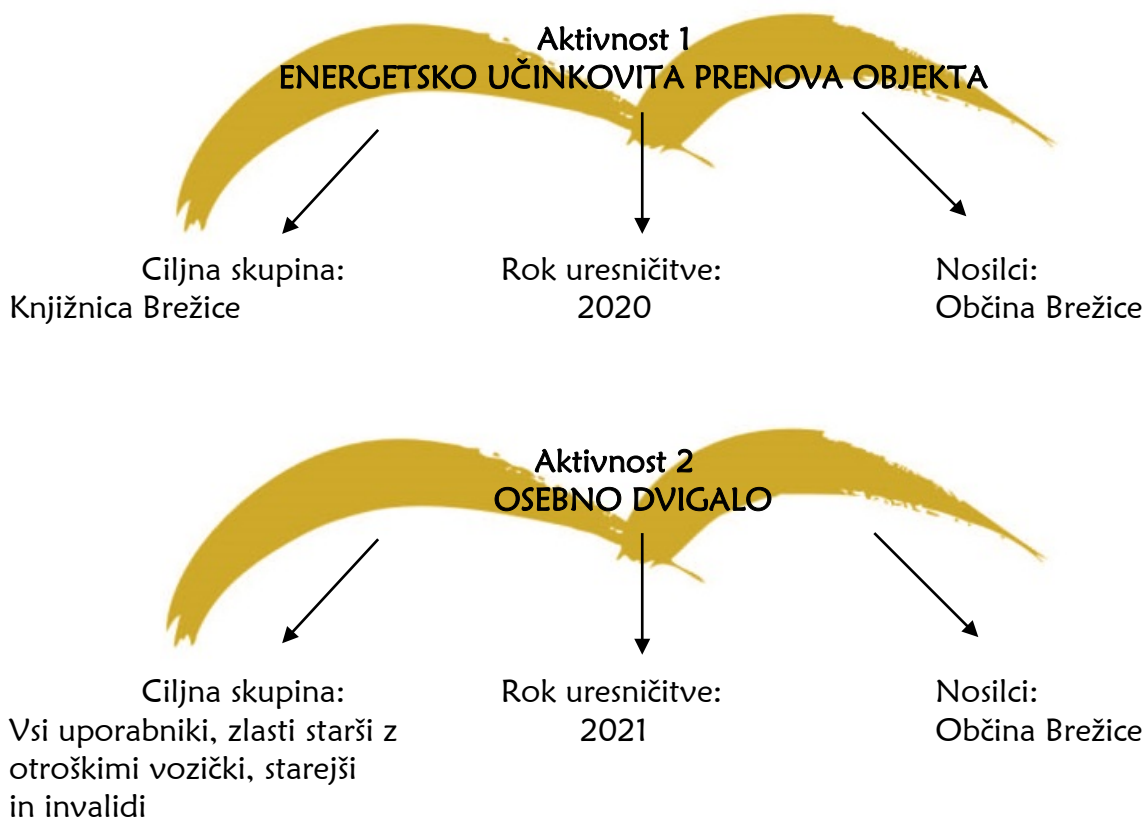 Aktivnost 1
ENERGETSKO UČINKOVITA PRENOVA OBJEKTA
Ciljna skupina:
Knjižnica Brežice
Rok uresničitve:
2020
Nosilci:
Občina Brežice
Aktivnost 2
OSEBNO DVIGALO
Ciljna skupina:
Vsi uporabniki, zlasti starši z
otroškimi vozički, starejši
in invalidi
Rok uresničitve:
2021
Nosilci:
Občina Brežice